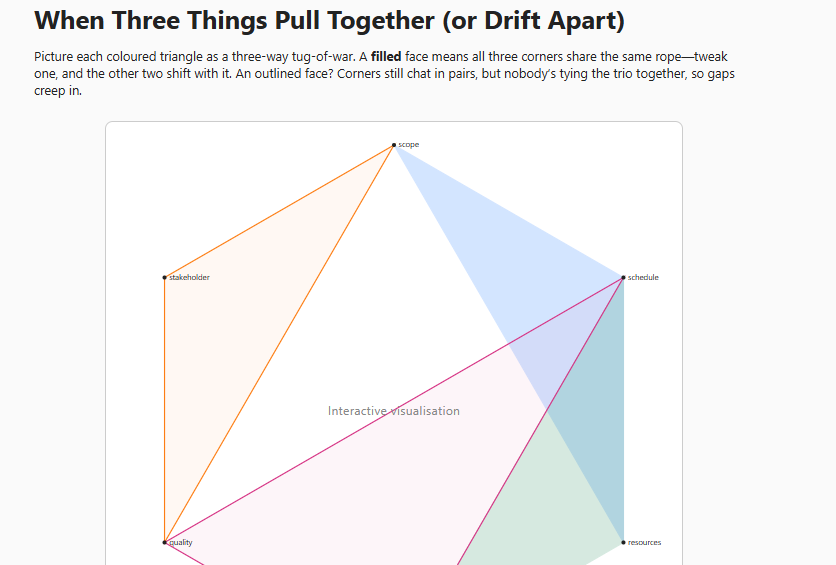 When Three Things Pull Together (or Drift Apart)
Picture each coloured triangle as a three-way tug-of-war. A filled face means all three corners share the same rope—tweak
one, and the other two shift with it. An outlined face? Corners still chat in pairs, but nobody’s tying the trio together, so gaps
creep in.
scope
stakeholder
schedule
Interactive visualisation
quality
resources